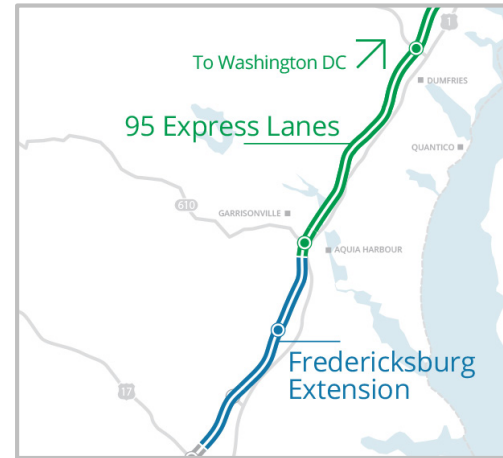 1
To Washington DC
DUMFRIES
95 Express Lanes
QUANTICO
610
GARRISONVILLE
AQUIA HARBOUR
Fredericksburg
Extension
17